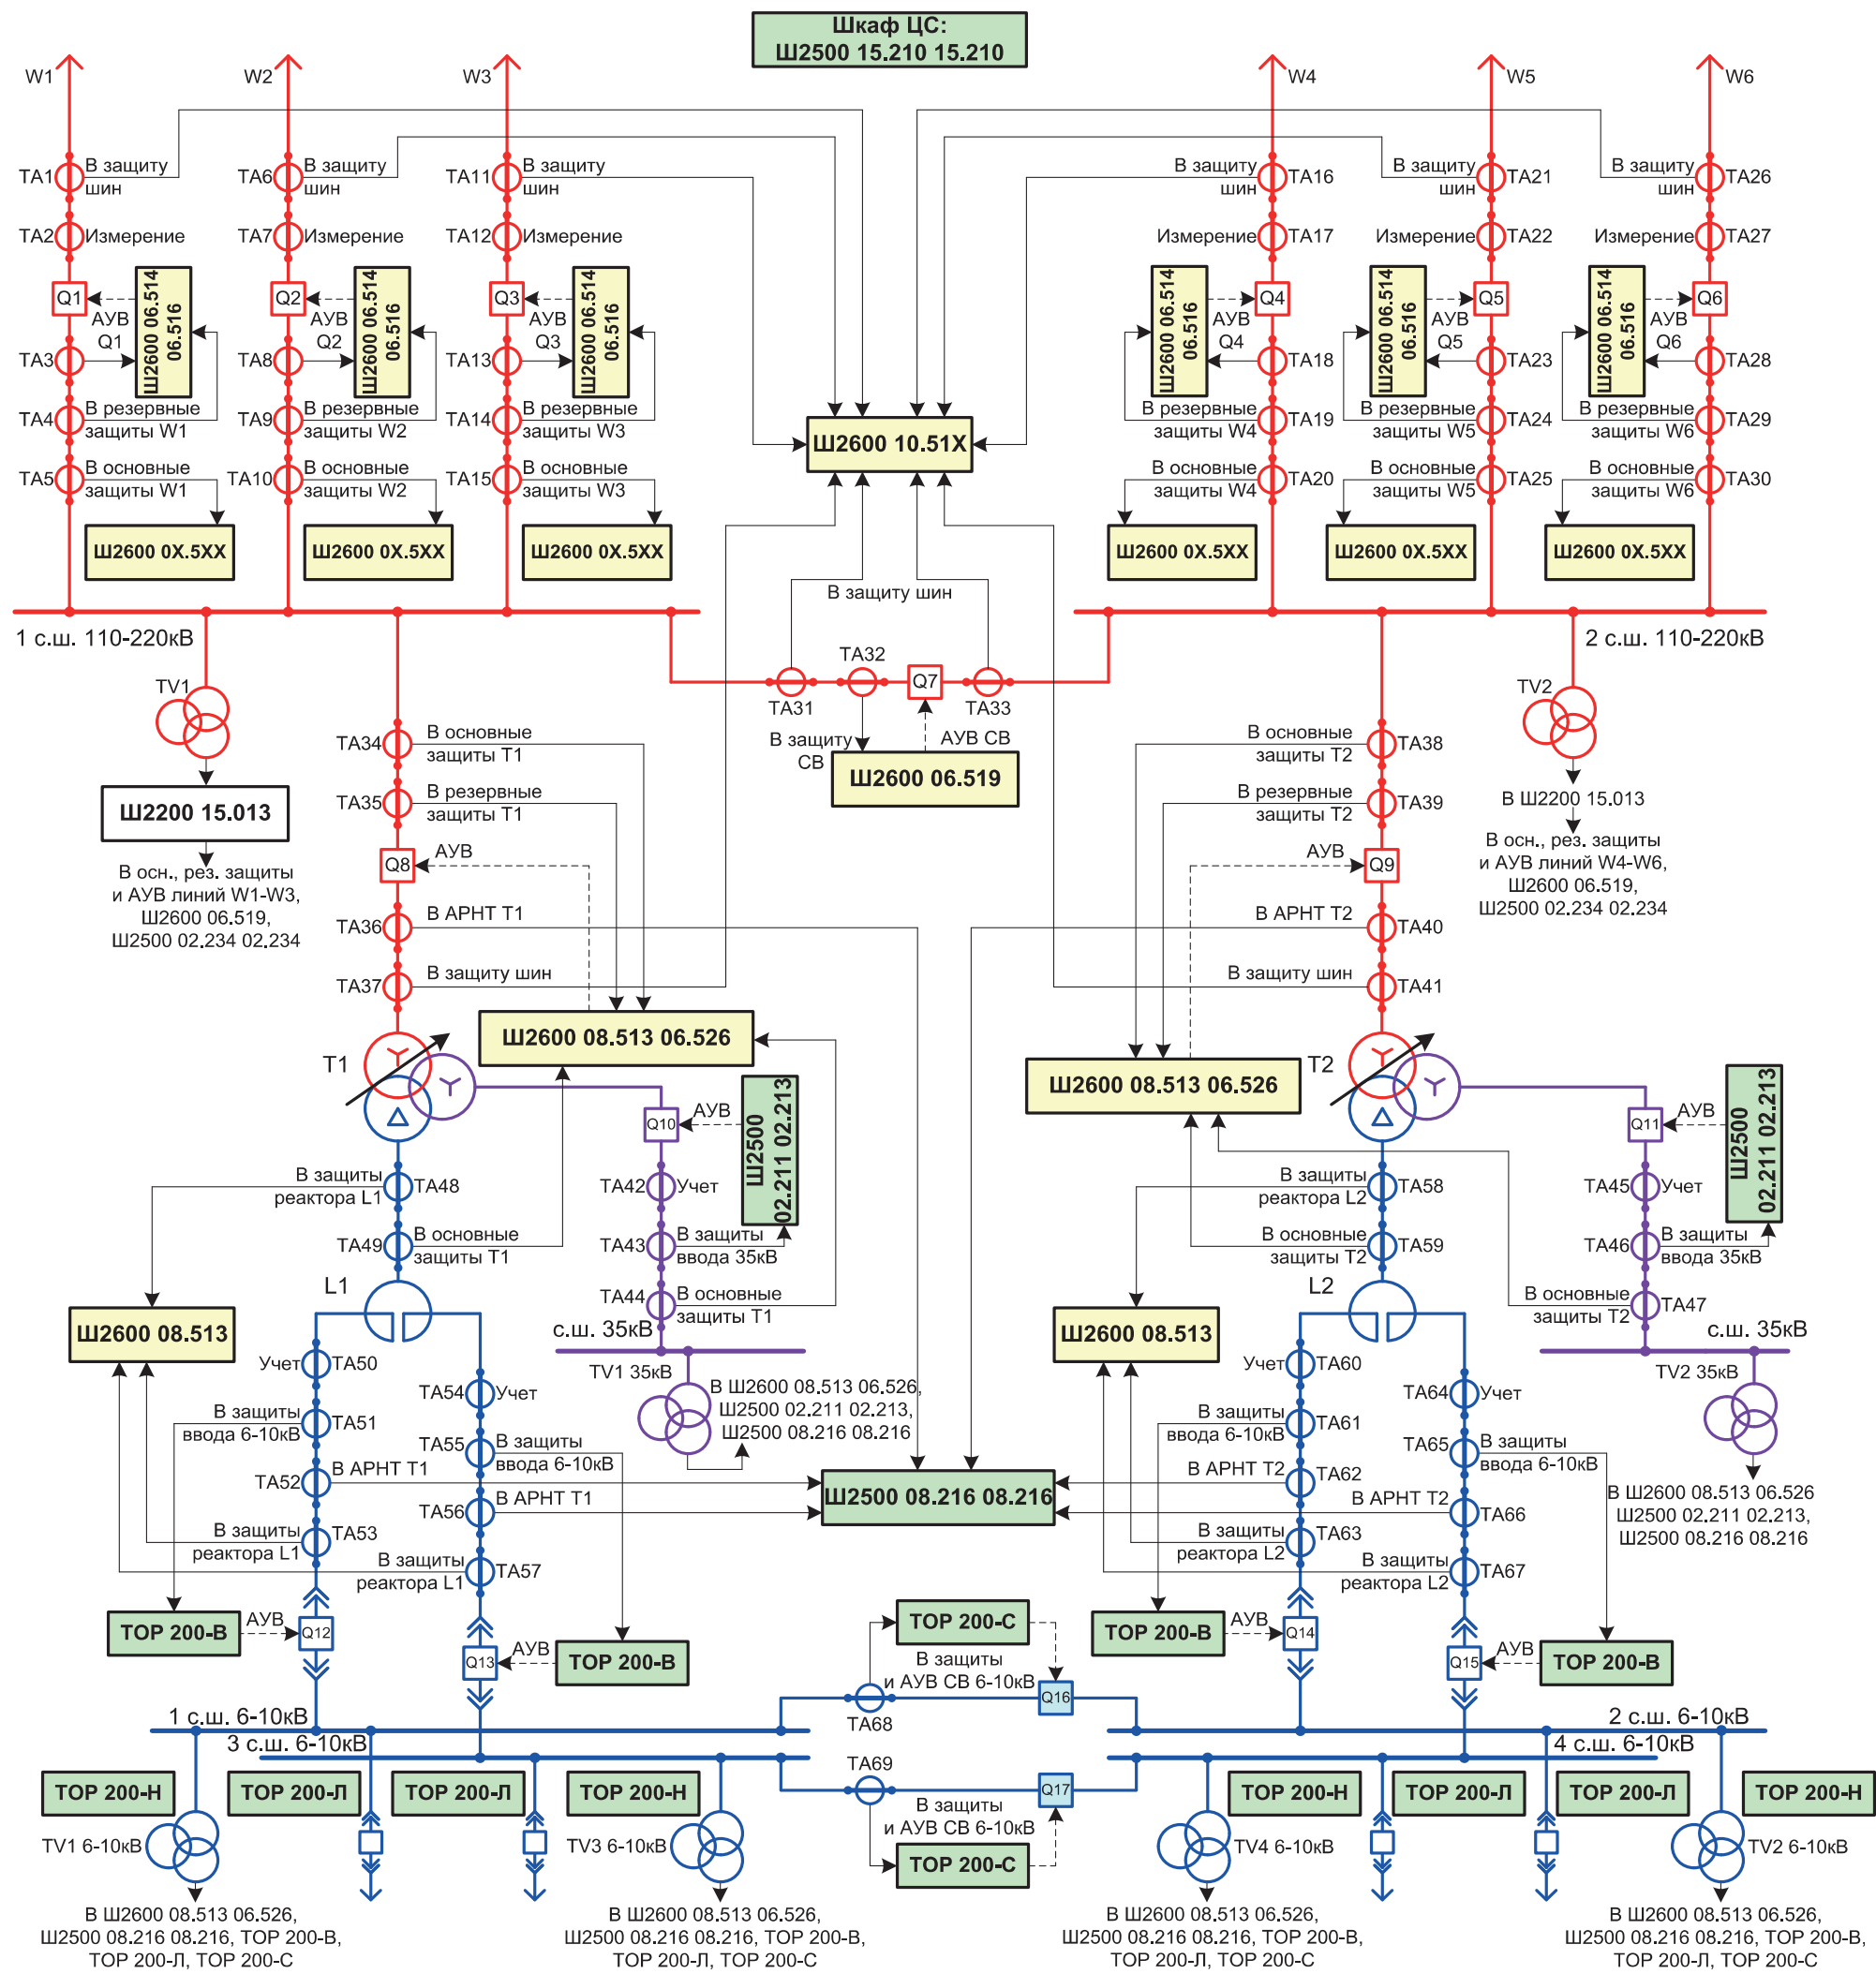 Шкаф ЦС:
Ш2500 15.210 15.210
W1
W2
W3
W4
W5
W6
TA1
В защиту
шин
TA6
В защиту
шин
TA11
В защиту
шин
В защиту
шин
TA16
В защиту
шин
TA21
В защиту
шин
TA26
TA2
Измерение
TA7
Измерение
TA12
Измерение
Измерение
TA17
Измерение
TA22
Измерение
TA27
Q1
АУВ
Q1
Ш2600 06.514
06.516
Q2
АУВ
Q2
Ш2600 06.514
06.516
Q3
АУВ
Q3
Ш2600 06.514
06.516
Ш2600 06.514
06.516
АУВ
Q4
Q4
Ш2600 06.514
06.516
АУВ
Q5
Q5
Ш2600 06.514
06.516
АУВ
Q6
Q6
TA3
TA8
TA13
TA18
TA23
TA28
TA4
В резервные
защиты W1
TA9
В резервные
защиты W2
TA14
В резервные
защиты W3
Ш2600 10.51X
В резервные
защиты W4
TA19
В резервные
защиты W5
TA24
В резервные
защиты W6
TA29
TA5
В основные
защиты W1
TA10
В основные
защиты W2
TA15
В основные
защиты W3
В основные
защиты W4
TA20
В основные
защиты W5
TA25
В основные
защиты W6
TA30
Ш2600 0X.5XX
Ш2600 0X.5XX
Ш2600 0X.5XX
Ш2600 0X.5XX
Ш2600 0X.5XX
Ш2600 0X.5XX
В защиту шин
1 с.ш. 110-220кВ
2 с.ш. 110-220кВ
TA31
TA32
Q7
TA33
В защиту
СВ
АУВ СВ
Ш2600 06.519
TV1
Ш2200 15.013
В осн., рез. защиты
и АУВ линий W1-W3,
Ш2600 06.519,
Ш2500 02.234 02.234
TV2
В Ш2200 15.013
В осн., рез. защиты
и АУВ линий W4-W6,
Ш2600 06.519,
Ш2500 02.234 02.234
TA34
В основные
защиты Т1
TA35
В резервные
защиты Т1
Q8
АУВ
TA36
В АРНТ Т1
TA37
В защиту шин
В основные
защиты Т2
TA38
В резервные
защиты Т2
TA39
АУВ
Q9
В АРНТ Т2
TA40
В защиту шин
TA41
Ш2600 08.513 06.526
T1
Ш2600 08.513 06.526
T2
Q10
АУВ
Ш2500
02.211 02.213
Q11
АУВ
Ш2500
02.211 02.213
В защиты
реактора L1
TA48
TA49
В основные
защиты Т1
TA42
Учет
TA43
В защиты
ввода 35кВ
TA44
В основные
защиты Т1
В защиты
реактора L2
TA58
В основные
защиты Т2
TA59
TA45
Учет
TA46
В защиты
ввода 35кВ
В основные
защиты Т2
TA47
L1
Ш2600 08.513
L2
Ш2600 08.513
с.ш. 35кВ
TV1 35кВ
В Ш2600 08.513 06.526,
Ш2500 02.211 02.213,
Ш2500 08.216 08.216
с.ш. 35кВ
TV2 35кВ
В Ш2600 08.513 06.526
Ш2500 02.211 02.213,
Ш2500 08.216 08.216
Учет
TA50
В защиты
ввода 6-10кВ
TA51
TA52
В АРНТ Т1
В защиты
реактора L1
TA53
TA54
Учет
TA55
В защиты
ввода 6-10кВ
TA56
В АРНТ Т1
В защиты
реактора L1
TA57
Ш2500 08.216 08.216
Учет
TA60
В защиты
ввода 6-10кВ
TA61
В АРНТ Т2
TA62
В защиты
реактора L2
TA63
TA64
Учет
TA65
В защиты
ввода 6-10кВ
В АРНТ Т2
TA66
В защиты
реактора L2
TA67
ТОР 200-В
АУВ
Q12
Q13
АУВ
ТОР 200-В
ТОР 200-С
В защиты
и АУВ СВ 6-10кВ
Q16
TA68
ТОР 200-В
АУВ
Q14
Q15
АУВ
ТОР 200-В
1 с.ш. 6-10кВ
2 с.ш. 6-10кВ
3 с.ш. 6-10кВ
4 с.ш. 6-10кВ
TA69
Q17
В защиты
и АУВ СВ 6-10кВ
ТОР 200-С
ТОР 200-Н
ТОР 200-Л
ТОР 200-Л
ТОР 200-Н
ТОР 200-Н
ТОР 200-Л
ТОР 200-Л
ТОР 200-Н
TV1 6-10кВ
TV3 6-10кВ
TV4 6-10кВ
TV2 6-10кВ
В Ш2600 08.513 06.526,
Ш2500 08.216 08.216, ТОР 200-В,
ТОР 200-Л, ТОР 200-С
В Ш2600 08.513 06.526,
Ш2500 08.216 08.216, ТОР 200-В,
ТОР 200-Л, ТОР 200-С
В Ш2600 08.513 06.526,
Ш2500 08.216 08.216, ТОР 200-В,
ТОР 200-Л, ТОР 200-С
В Ш2600 08.513 06.526,
Ш2500 08.216 08.216, ТОР 200-В,
ТОР 200-Л, ТОР 200-С